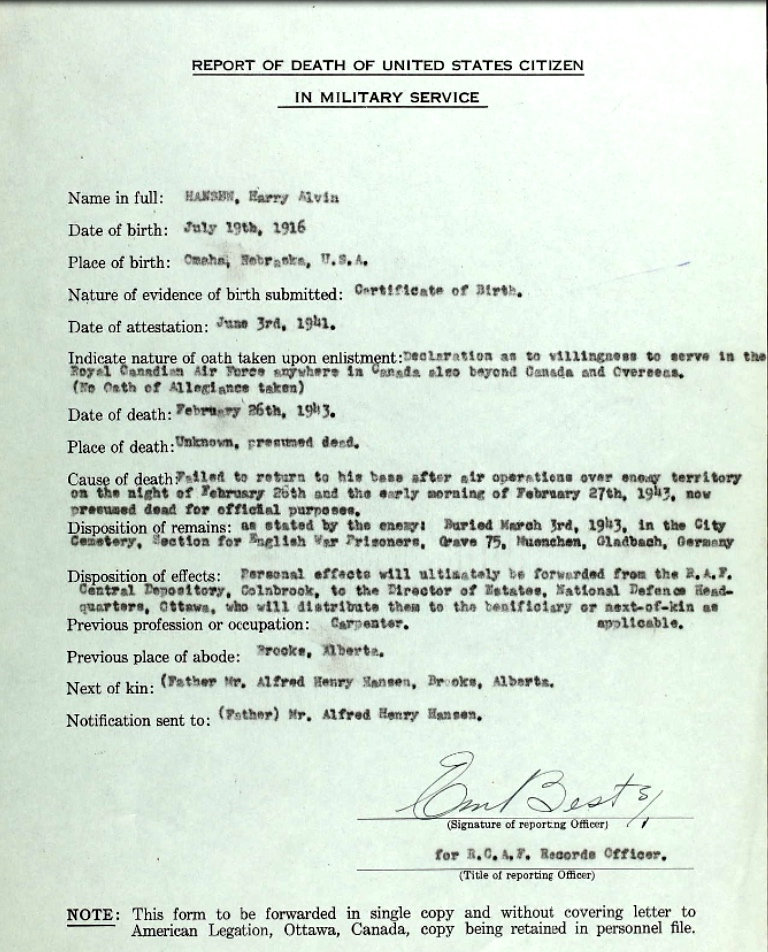 REPORT OF DEATH OF UNITED STATES CITIZEN
IN MILITARY SERVICE
Name in full: HANSEN, Harry Alvin
Date of birth: July 19th, 1916
Place of birth: Omaha, Nebraska, U.S.A.
Nature of evidence of birth submitted: Certificate of Birth.
Date of attestation: June 3rd, 1941.
Indicate nature of oath taken upon enlistment: Declaration as to willingness to serve in the
Royal Canadian Air Force anywhere in Canada also beyond Canada and Overseas.
(No Oath of Allegiance taken)
Date of death: February 26th, 1943.
Place of death: Unknown, presumed dead.
Cause of death: Failed to return to his base after air operations over enemy territory
on the night of February 26th and the early morning of February 27th, 1943, now
presumed dead for official purposes.
Disposition of remains: as stated by the enemy: Buried March 3rd, 1943, in the City
Cemetery, Section for English War Prisoners, Grave 75, Muenchen, Gladbach, Germany
Disposition of effects: Personal effects will ultimately be forwarded from the R.A.F.
Central Depository, Colnbrook, to the Director of Estates, National Defence Head-
quarters, Ottawa, who will distribute them to the benificiary or next-of-kin as
applicable.
Previous profession or occupation: Carpenter.
Previous place of abode: Brooks, Alberta.
Next of kin: (Father Mr. Alfred Henry Hansen, Brooks, Alberta.
Notification sent to: (Father) Mr. Alfred Henry Hansen.
(Signature of reporting Officer)
for R.C.A.F. Records Officer.
(Title of reporting Officer)
NOTE: This form to be forwarded in single copy and without covering letter to
American Legation, Ottawa, Canada, copy being retained in personnel file.